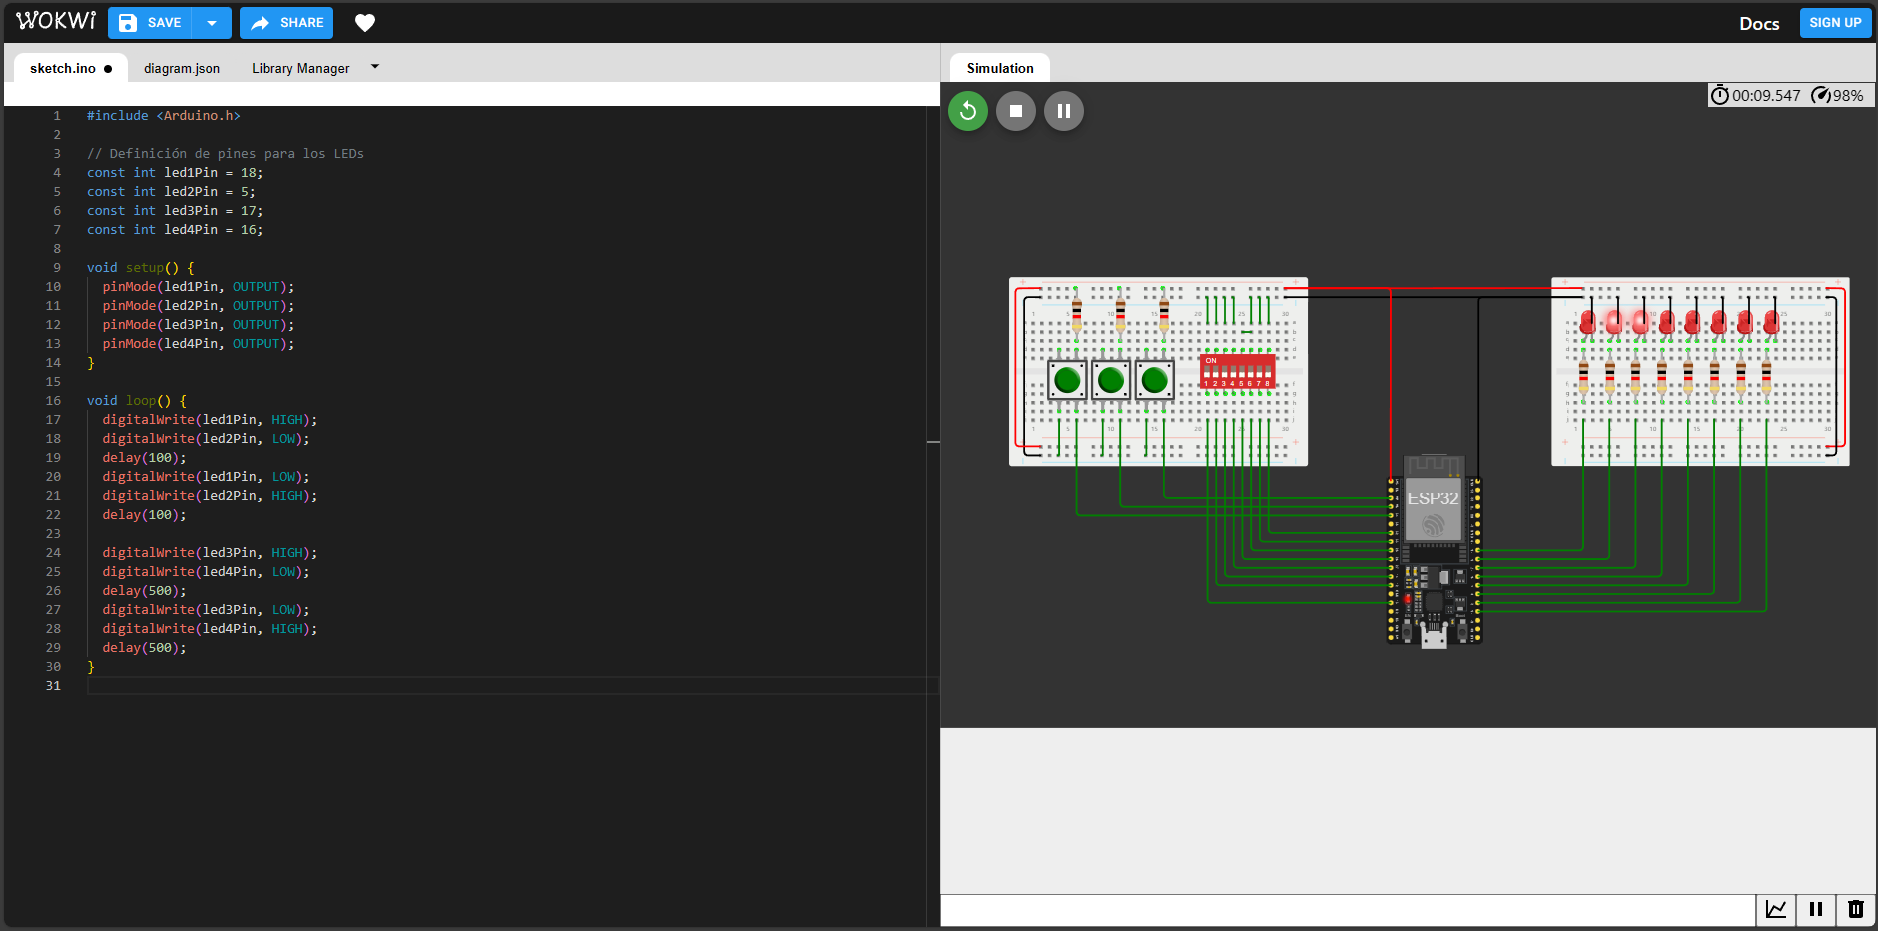 WOKWi SAVE SHARE Docs SIGN UP
sketch.ino diagram.json Library Manager
Simulation
00:09.547 98%
1 #include <Arduino.h>
2
3 // Definición de pines para los LEDs
4 const int led1Pin = 18;
5 const int led2Pin = 5;
6 const int led3Pin = 17;
7 const int led4Pin = 16;
8
9 void setup() {
10 pinMode(led1Pin, OUTPUT);
11 pinMode(led2Pin, OUTPUT);
12 pinMode(led3Pin, OUTPUT);
13 pinMode(led4Pin, OUTPUT);
14 }
15
16 void loop() {
17 digitalWrite(led1Pin, HIGH);
18 digitalWrite(led2Pin, LOW);
19 delay(100);
20 digitalWrite(led1Pin, LOW);
21 digitalWrite(led2Pin, HIGH);
22 delay(100);
23
24 digitalWrite(led3Pin, HIGH);
25 digitalWrite(led4Pin, LOW);
26 delay(500);
27 digitalWrite(led3Pin, LOW);
28 digitalWrite(led4Pin, HIGH);
29 delay(500);
30 }
31
ON
1 2 3 4 5 6 7 8
ESP32